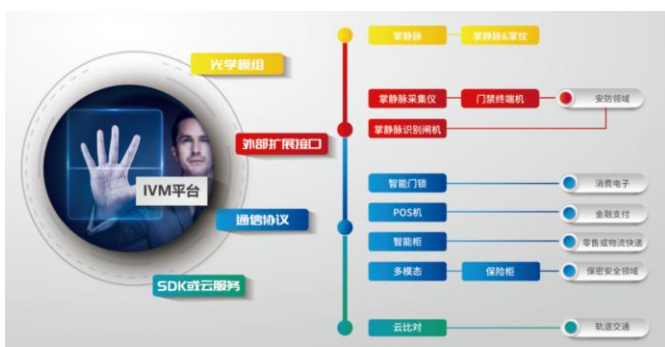 光学模组
外部扩展接口
IVM平台
通信协议
SDK或云服务
掌静脉
掌静脉&掌纹
掌静脉采集仪
门禁终端机
安防领域
掌静脉识别闸机
智能门锁
消费电子
POS机
金融支付
智能柜
零售或物流快递
多模态
保险柜
保密安全领域
云比对
轨道交通